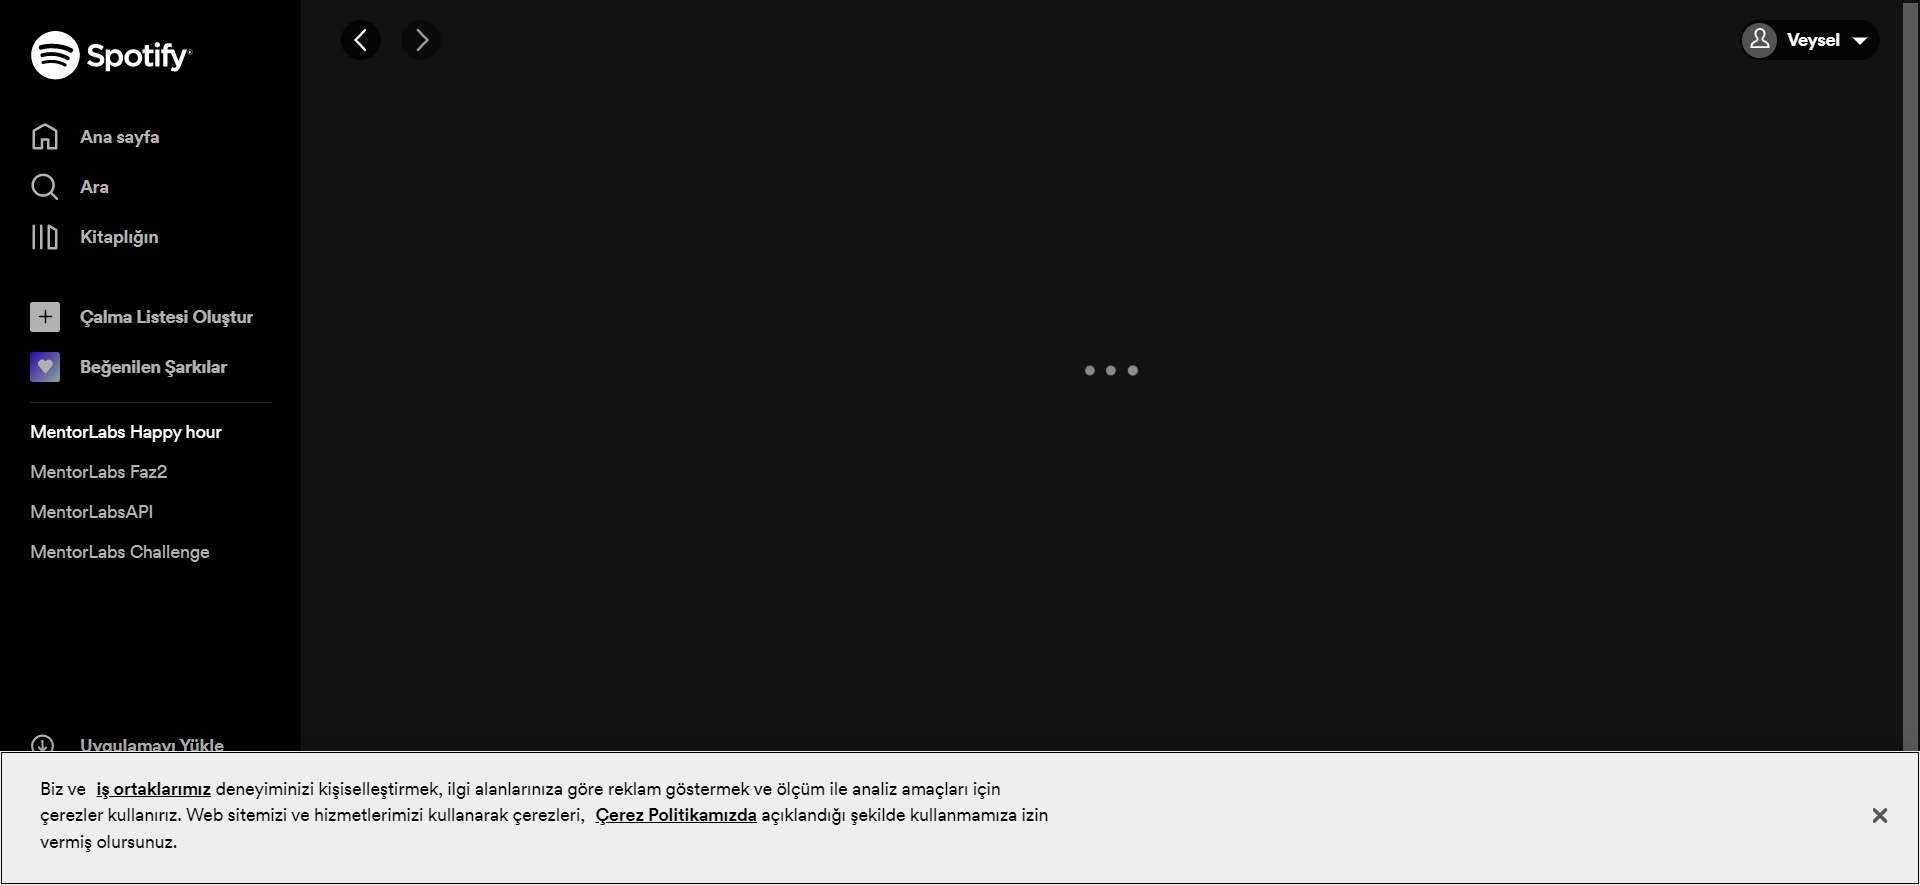 Spotify
Veysel
Ana sayfa
Ara
Kitaplığın
Çalma Listesi Oluştur
Beğenilen Şarkılar
MentorLabs Happy hour
MentorLabs Faz2
MentorLabsAPI
MentorLabs Challenge
Uygulamayı Yükle
Biz ve iş ortaklarımız deneyiminizi kişiselleştirmek, ilgi alanlarınıza göre reklam göstermek ve ölçüm ile analiz amaçları için
çerezler kullanırız. Web sitemizi ve hizmetlerimizi kullanarak çerezleri, Çerez Politikamızda açıklandığı şekilde kullanmamıza izin
vermiş olursunuz.